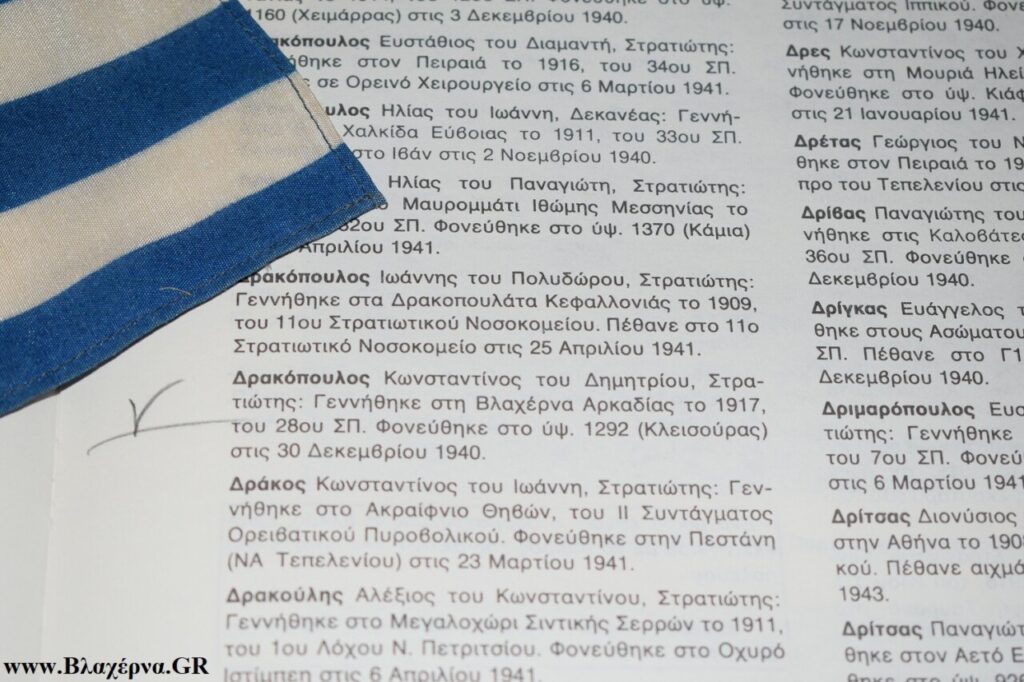 1160 (Χειμάρρας) στις 3 Δεκεμβρίου 1940.
Ευστάθιος του Διαμαντή, Στρατιώτης:
στον Πειραιά το 1916, του 34ου ΣΠ.
σε Ορεινό Χειρουργείο στις 6 Μαρτίου 1941.
Ηλίας του Ιωάννη, Δεκανέας: Γεννή-
Χαλκίδα Εύβοιας το 1911, του 33ου ΣΠ.
στο Ιβάν στις 2 Νοεμβρίου 1940.
Ηλίας του Παναγιώτη, Στρατιώτης:
Μαυρομμάτι Ιθώμης Μεσσηνίας το
ΣΠ. Φονεύθηκε στο ύψ. 1370 (Κάμια)
Απριλίου 1941.
Δρακόπουλος Ιωάννης του Πολυδώρου, Στρατιώτης:
Γεννήθηκε στα Δρακοπουλάτα Κεφαλλονιάς το 1909,
του 11ου Στρατιωτικού Νοσοκομείου. Πέθανε στο 11ο
Στρατιωτικό Νοσοκομείο στις 25 Απριλίου 1941.
Δρακόπουλος Κωνσταντίνος του Δημητρίου, Στρα-
τιώτης: Γεννήθηκε στη Βλαχέρνα Αρκαδίας το 1917,
του 28ου ΣΠ. Φονεύθηκε στο ύψ. 1292 (Κλεισούρας)
στις 30 Δεκεμβρίου 1940.
Δράκος Κωνσταντίνος του Ιωάννη, Στρατιώτης: Γεν-
νήθηκε στο Ακραίφνιο Θηβών, του ΙΙ Συντάγματος
Ορειβατικού Πυροβολικού. Φονεύθηκε στην Πεστάνη
(ΝΑ Τεπελενίου) στις 23 Μαρτίου 1941.
Δρακούλης Αλέξιος του Κωνσταντίνου, Στρατιώτης:
Γεννήθηκε στο Μεγαλοχώρι Σιντικής Σερρών το 1911,
του 1ου Λόχου Ν. Πετριτσίου. Φονεύθηκε στο Οχυρό
Ιστίμπεη στις 6 Απριλίου 1941.
Συντάγματος Ιππικού.
στις 17 Νοεμβρίου 1940.
Δρες Κωνσταντίνος του
νήθηκε στη Μουριά
Φονεύθηκε στο ύψ.
στις 21 Ιανουαρίου 1941.
Δρέτας Γεώργιος του
θηκε στον Πειραιά το
προ του Τεπελενίου στις
Δρίβας Παναγιώτης του
νήθηκε στις
36ου ΣΠ. Φονεύθηκε
Δεκεμβρίου 1940.
Δρίγκας Ευάγγελος
θηκε στους
ΣΠ. Πέθανε στο
Δεκεμβρίου 1940.
Δριμαρόπουλος
τιώτης: Γεννήθηκε
του 7ου ΣΠ.
στις 6 Μαρτίου 1941
Δρίτσας Διονύσιος
στην Αθήνα το
κού. Πέθανε
1943.
Δρίτσας
θηκε στον Αετό
www.Βλαχέρνα.GR